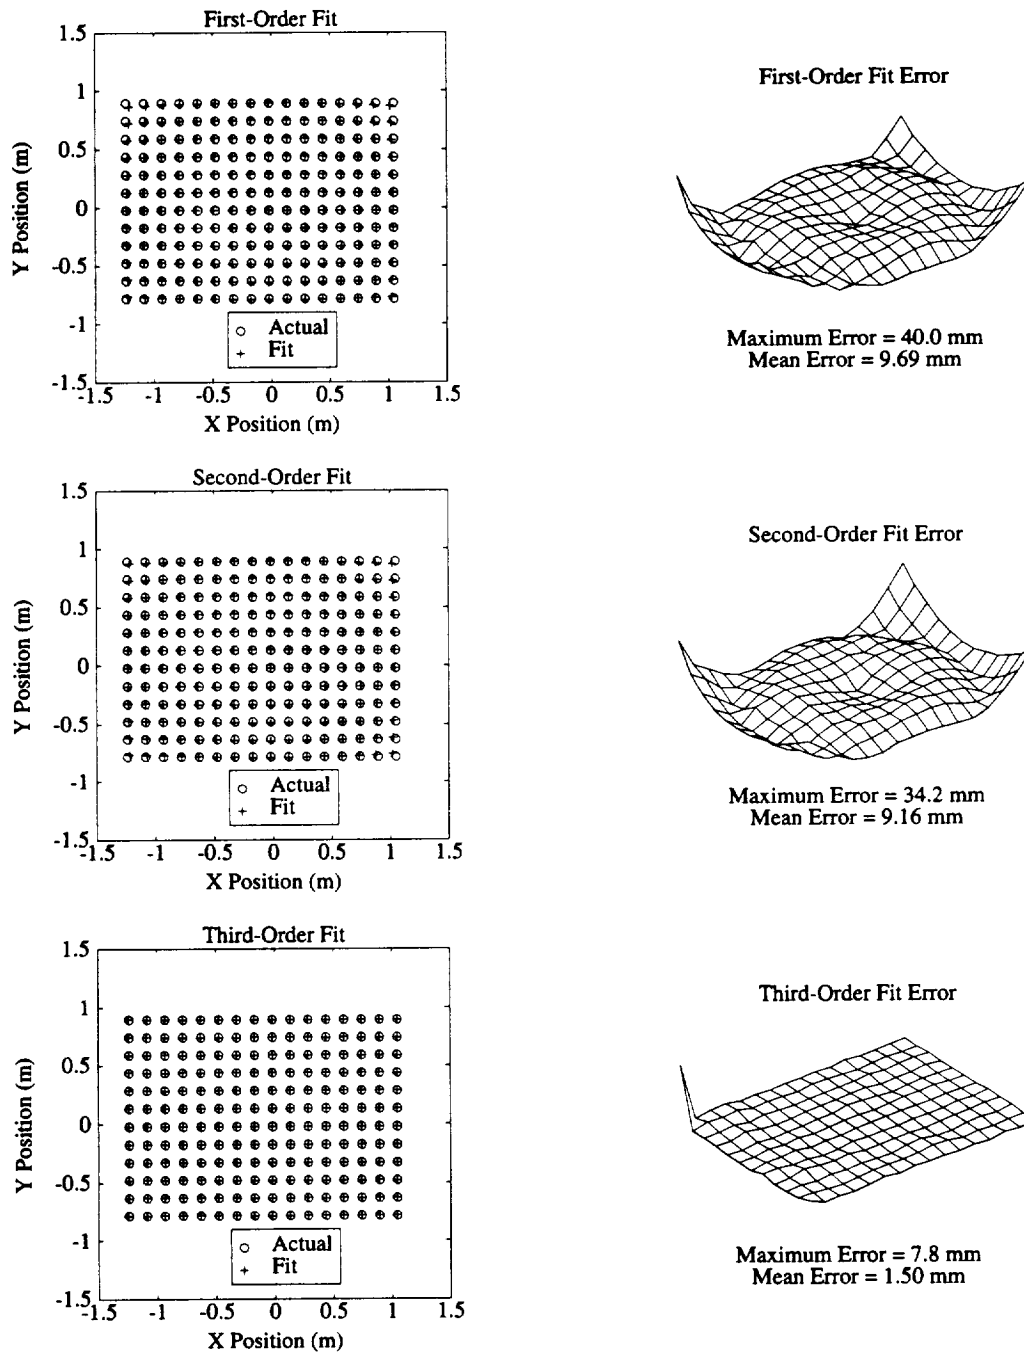 First-Order Fit
1.5
1
0.5
0
-0.5
-1
-1.5
Y Position (m)
Actual
Fit
-1.5 -1 -0.5 0 0.5 1 1.5
X Position (m)
First-Order Fit Error
Maximum Error = 40.0 mm
Mean Error = 9.69 mm
Second-Order Fit
1.5
1
0.5
0
-0.5
-1
-1.5
Y Position (m)
Actual
Fit
-1.5 -1 -0.5 0 0.5 1 1.5
X Position (m)
Second-Order Fit Error
Maximum Error = 34.2 mm
Mean Error = 9.16 mm
Third-Order Fit
1.5
1
0.5
0
-0.5
-1
-1.5
Y Position (m)
Actual
Fit
-1.5 -1 -0.5 0 0.5 1 1.5
X Position (m)
Third-Order Fit Error
Maximum Error = 7.8 mm
Mean Error = 1.50 mm